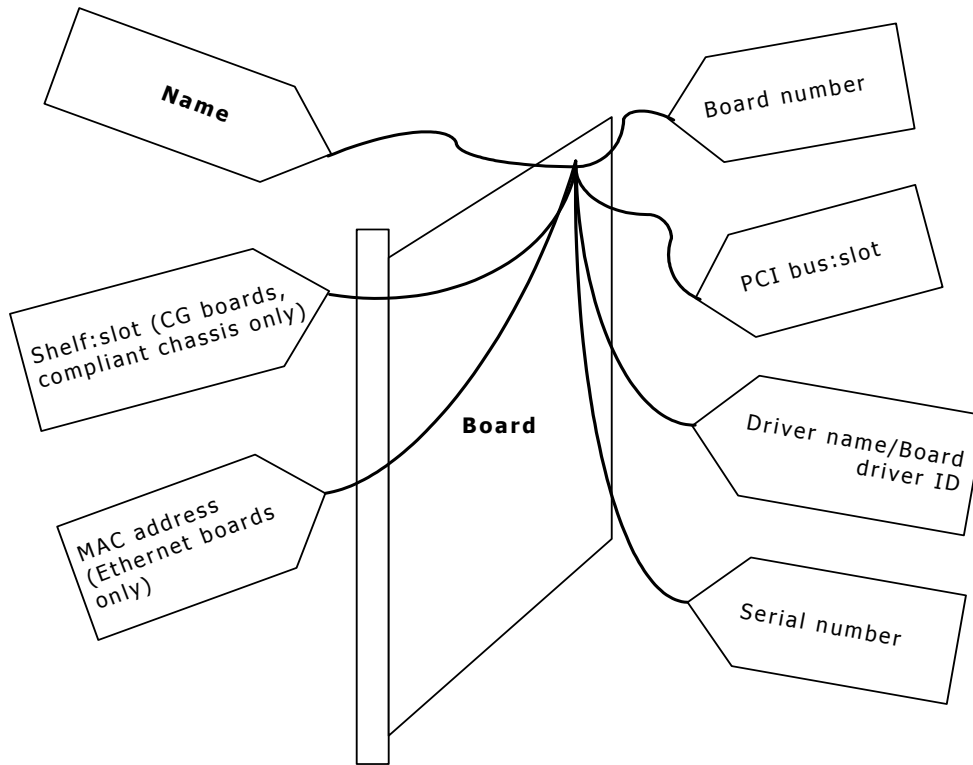 Name
Board number
PCI bus:slot
Shelf:slot (CG boards,
compliant chassis only)
Board
Driver name/Board
driver ID
MAC address
(Ethernet boards
only)
Serial number